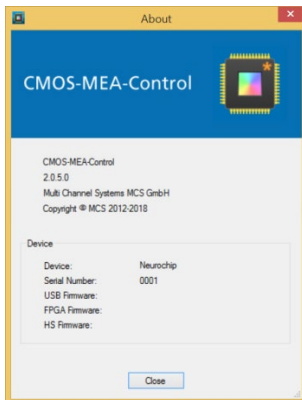 About
CMOS-MEA-Control
CMOS-MEA-Control
2.0.5.0
Multi Channel Systems MCS GmbH
Copyright © MCS 2012-2018
Device
Device: Neurochip
Serial Number: 0001
USB Firmware:
FPGA Firmware:
HS Firmware:
Close